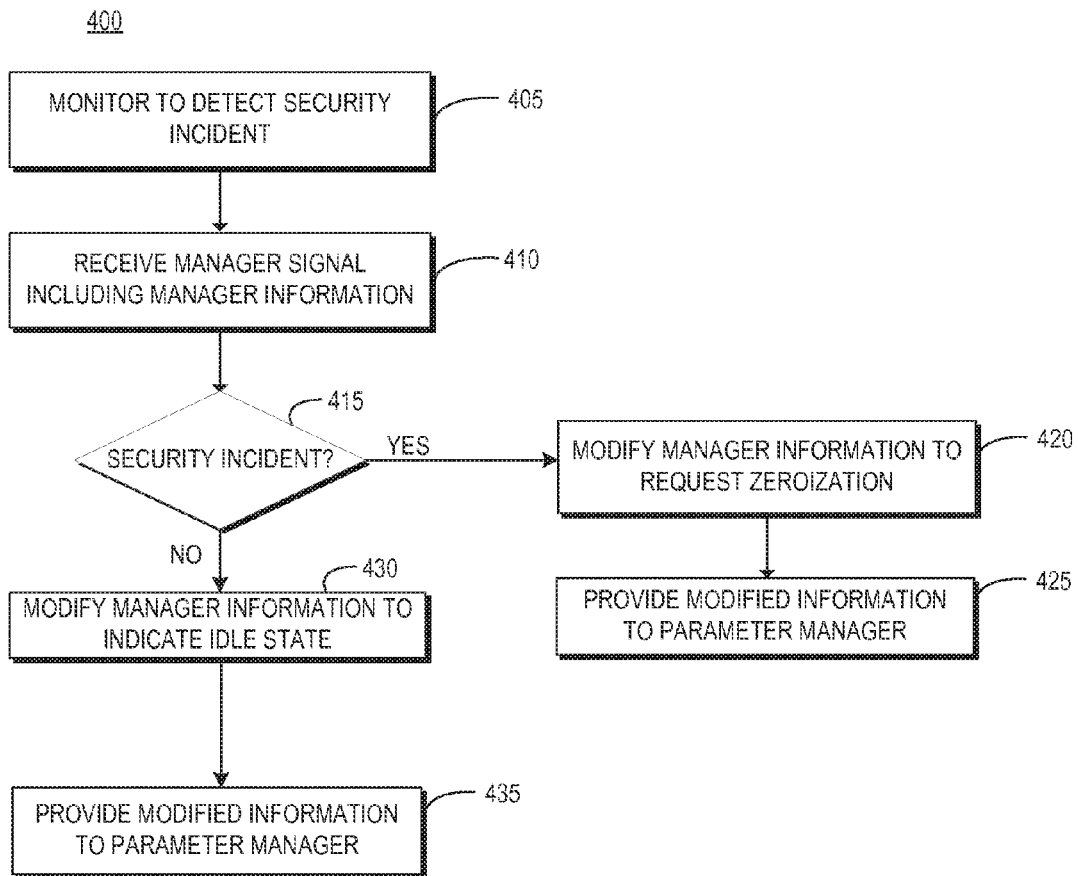 400
MONITOR TO DETECT SECURITY
INCIDENT
405
RECEIVE MANAGER SIGNAL
INCLUDING MANAGER INFORMATION
410
415
SECURITY INCIDENT?
YES
MODIFY MANAGER INFORMATION TO
REQUEST ZEROIZATION
420
NO
430
MODIFY MANAGER INFORMATION TO
INDICATE IDLE STATE
PROVIDE MODIFIED INFORMATION
TO PARAMETER MANAGER
425
PROVIDE MODIFIED INFORMATION
TO PARAMETER MANAGER
435